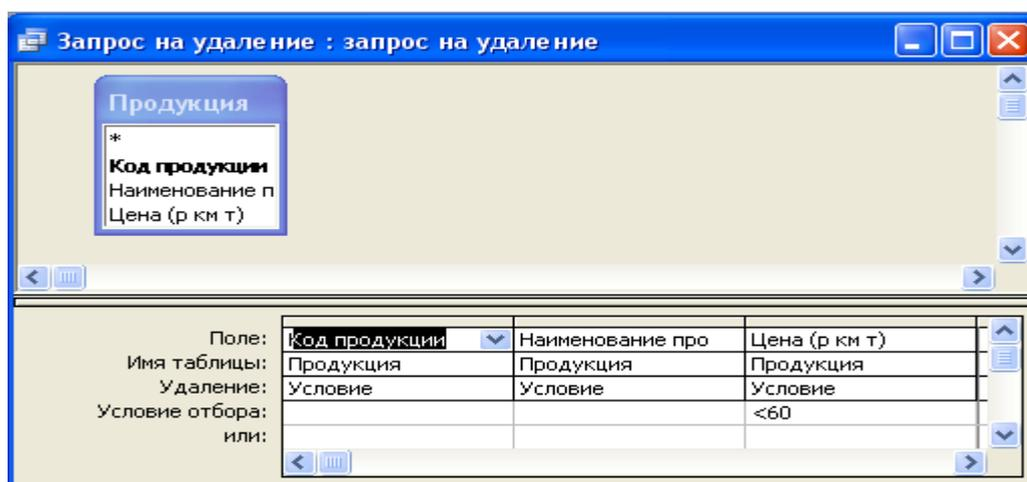 Запрос на удаление : запрос на удаление
Продукция
*
Код продукции
Наименование п
Цена (р км т)
Поле: Код продукции Наименование про Цена (р км т)
Имя таблицы: Продукция Продукция Продукция
Удаление: Условие Условие Условие
Условие отбора: <60
или: